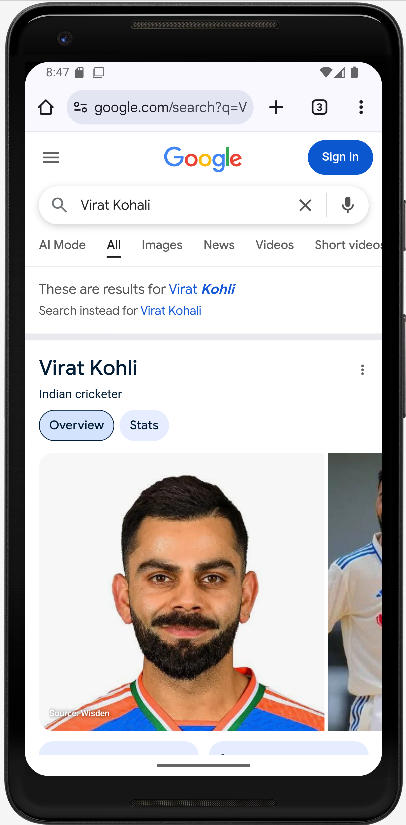 8:47
google.com/search?q=V
3
Google
Sign In
Virat Kohali
AI Mode All Images News Videos Short videos
These are results for Virat Kohli
Search instead for Virat Kohali
Virat Kohli
Indian cricketer
Overview Stats
Source: Wisden